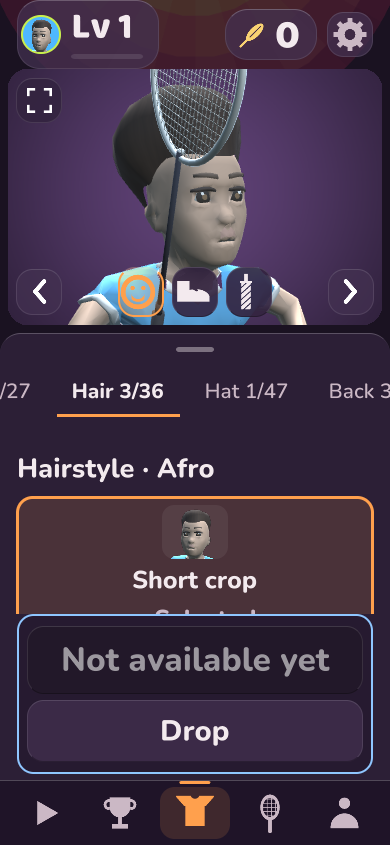 Lv 1
0
/27
Hair 3/36
Hat 1/47
Back 3
Hairstyle · Afro
Short crop
Not available yet
Drop